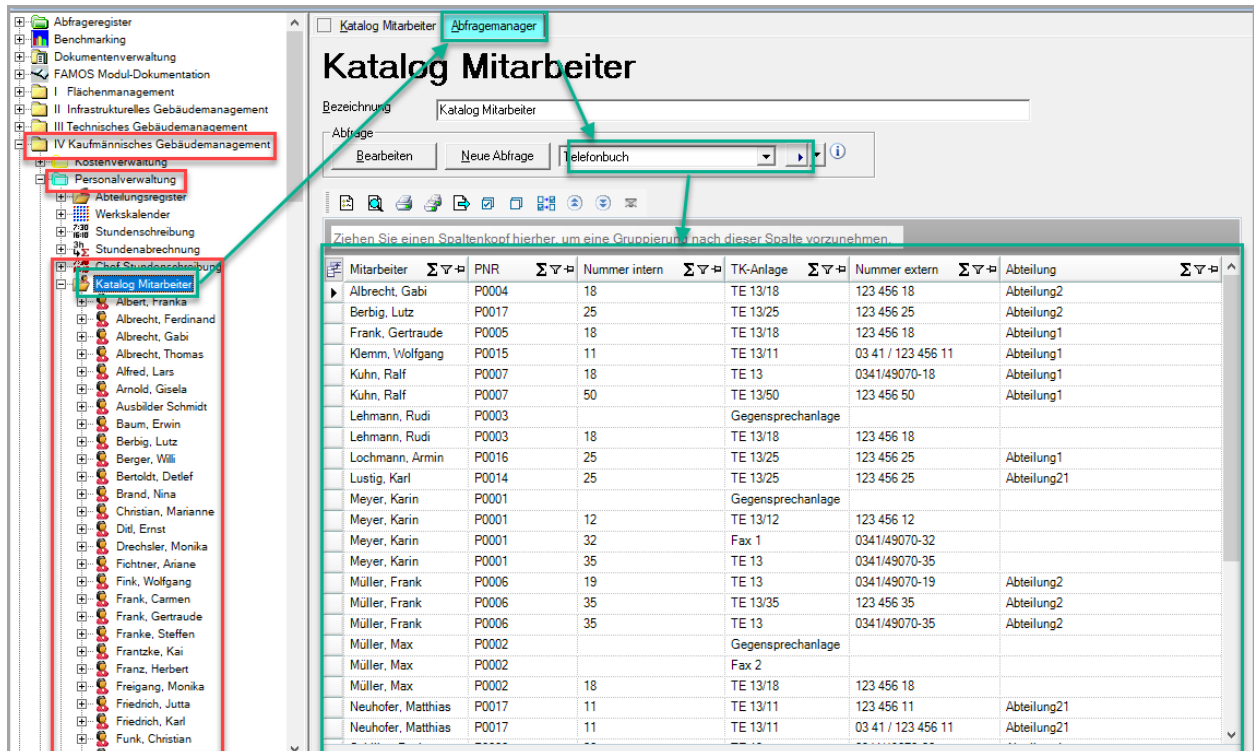 Abfrageregister
Benchmarking
Dokumentenverwaltung
FAMOS Modul-Dokumentation
I Flächenmanagement
II Infrastrukturelles Gebäudemanagement
III Technisches Gebäudemanagement
IV Kaufmännisches Gebäudemanagement
Kostenverwaltung
Personalverwaltung
Abteilungsregister
Werkskalender
Stundenschreibung
Stundenabrechnung
Chef Stundenschreibung
Katalog Mitarbeiter
Albert, Franka
Albrecht, Ferdinand
Albrecht, Gabi
Albrecht, Thomas
Alfred, Lars
Arnold, Gisela
Ausbilder Schmidt
Baum, Erwin
Berbig, Lutz
Berger, Willi
Bertoldt, Detlef
Brand, Nina
Christian, Marianne
Ditl, Ernst
Drechsler, Monika
Fichtner, Ariane
Fink, Wolfgang
Frank, Carmen
Frank, Gertraude
Franke, Steffen
Frantzke, Kai
Franz, Herbert
Freigang, Monika
Friedrich, Jutta
Friedrich, Karl
Funk, Christian
Katalog Mitarbeiter Abfragemanager
Katalog Mitarbeiter
Bezeichnung Katalog Mitarbeiter
Abfrage
Bearbeiten Neue Abfrage Telefonbuch
Ziehen Sie einen Spaltenkopf hierher, um eine Gruppierung nach dieser Spalte vorzunehmen.
Mitarbeiter PNR Nummer intern TK-Anlage Nummer extern Abteilung
Albrecht, Gabi P0004 18 TE 13/18 123 456 18 Abteilung2
Berbig, Lutz P0017 25 TE 13/25 123 456 25 Abteilung2
Frank, Gertraude P0005 18 TE 13/18 123 456 18 Abteilung1
Klemm, Wolfgang P0015 11 TE 13/11 03 41 / 123 456 11 Abteilung1
Kuhn, Ralf P0007 18 TE 13 0341/49070-18 Abteilung1
Kuhn, Ralf P0007 50 TE 13/50 123 456 50 Abteilung1
Lehmann, Rudi P0003 Gegensprechanlage
Lehmann, Rudi P0003 18 TE 13/18 123 456 18
Lochmann, Armin P0016 25 TE 13/25 123 456 25 Abteilung1
Lustig, Karl P0014 25 TE 13/25 123 456 25 Abteilung21
Meyer, Karin P0001 Gegensprechanlage
Meyer, Karin P0001 12 TE 13/12 123 456 12
Meyer, Karin P0001 32 Fax 1 0341/49070-32
Meyer, Karin P0001 35 TE 13 0341/49070-35
Müller, Frank P0006 19 TE 13 0341/49070-19 Abteilung2
Müller, Frank P0006 35 TE 13/35 123 456 35 Abteilung2
Müller, Frank P0006 35 TE 13 0341/49070-35 Abteilung2
Müller, Max P0002 Gegensprechanlage
Müller, Max P0002 Fax 2
Müller, Max P0002 18 TE 13/18 123 456 18
Neuhofer, Matthias P0017 11 TE 13/11 123 456 11 Abteilung21
Neuhofer, Matthias P0017 11 TE 13/11 03 41 / 123 456 11 Abteilung21